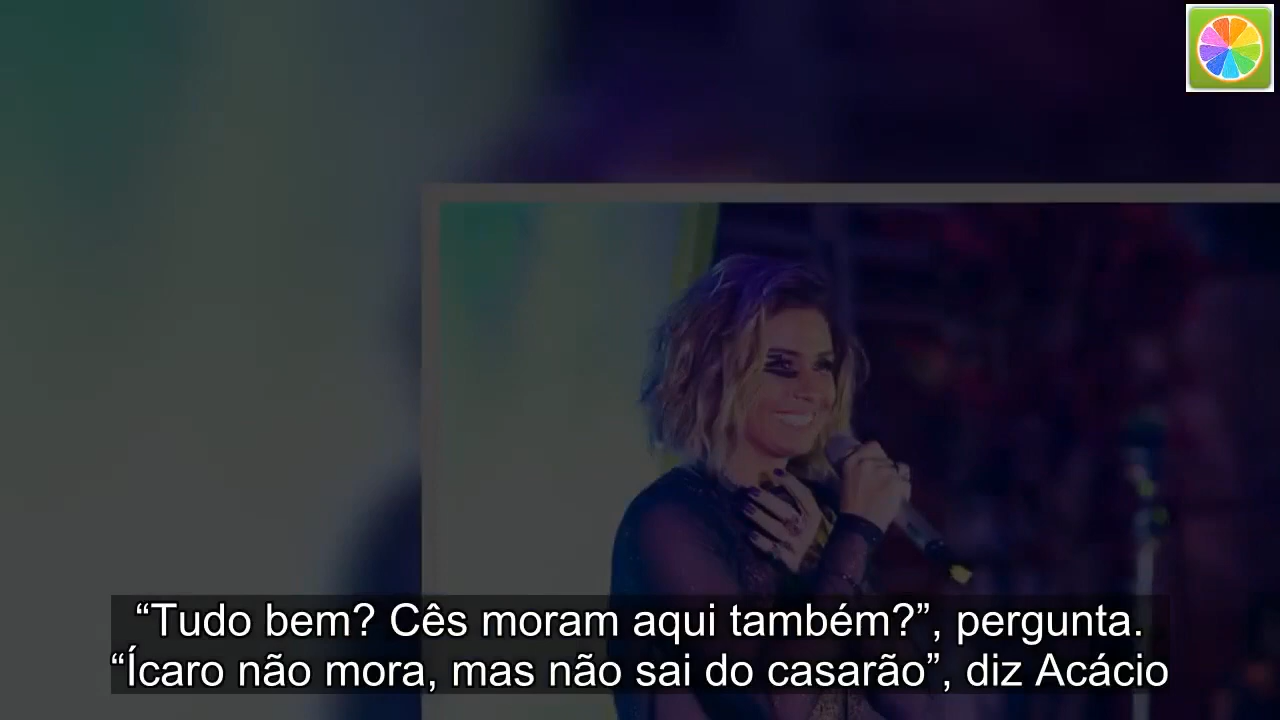 “Tudo bem? Cês moram aqui também?”, pergunta.
“Ícaro não mora, mas não sai do casarão”, diz Acácio